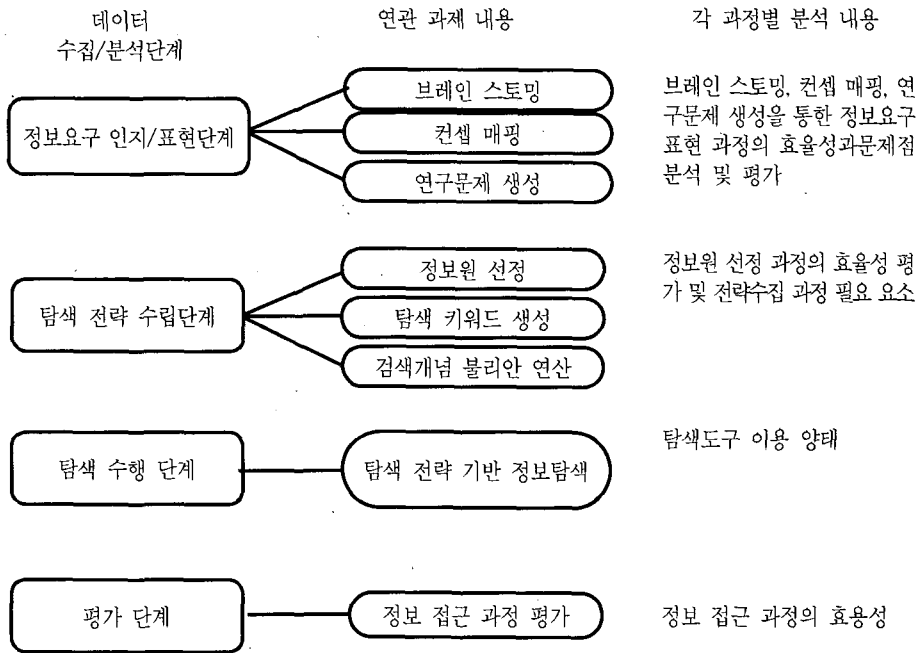 데이터
수집/분석단계
연관 과제 내용
각 과정별 분석 내용
정보요구 인지/표현단계
브레인 스토밍
컨셉 매핑
연구문제 생성
브레인 스토밍, 컨셉 매핑, 연
구문제 생성을 통한 정보요구
표현 과정의 효율성과문제점
분석 및 평가
탐색 전략 수립단계
정보원 선정
탐색 키워드 생성
검색개념 불리안 연산
정보원 선정 과정의 효율성 평
가 및 전략수집 과정 필요 요소
탐색 수행 단계
탐색 전략 기반 정보탐색
탐색도구 이용 양태
평가 단계
정보 접근 과정 평가
정보 접근 과정의 효용성